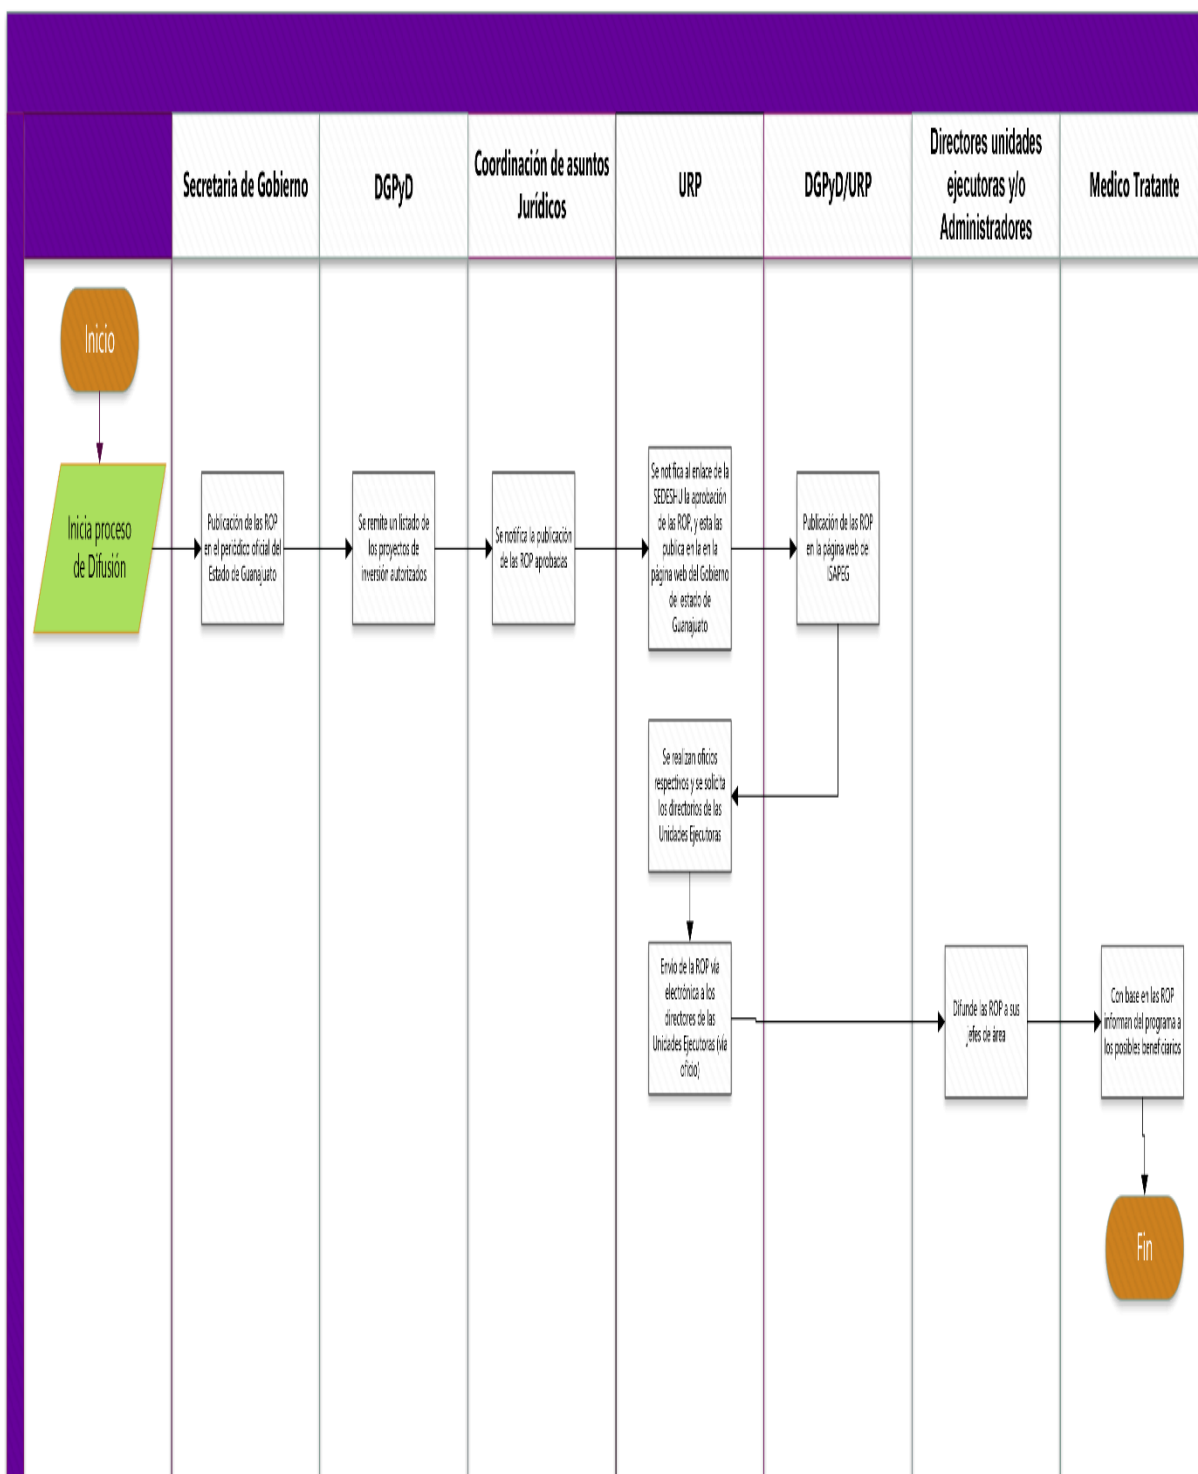 Secretaria de Gobierno
DGPyD
Coordinación de asuntos
Jurídicos
URP
DGPyD/URP
Directores unidades
ejecutoras y/o
Administradores
Medico Tratante
Inicio
Inicia proceso
de Difusión
Publicación de las ROP
en el periódico oficial del
Estado de Guanajuato
Se remite un listado de
los proyectos de
inversión autorizados
Se notifica la publicación
de las ROP aprobadas
Se notifica al enlace de la
SEDESHU la aprobación
de las ROP, y esta las
publica en la en la
página web del Gobierno
del estado de
Guanajuato
Publicación de las ROP
en la página web del
ISAPEG
Se realizan oficios
respectivos y se solicita
los directorios de las
Unidades Ejecutoras
Envío de la ROP vía
electrónica a los
directores de las
Unidades Ejecutoras (vía
oficio)
Difunde las ROP a sus
jefes de área
Con base en las ROP
informan del programa a
los posibles beneficiarios
Fin